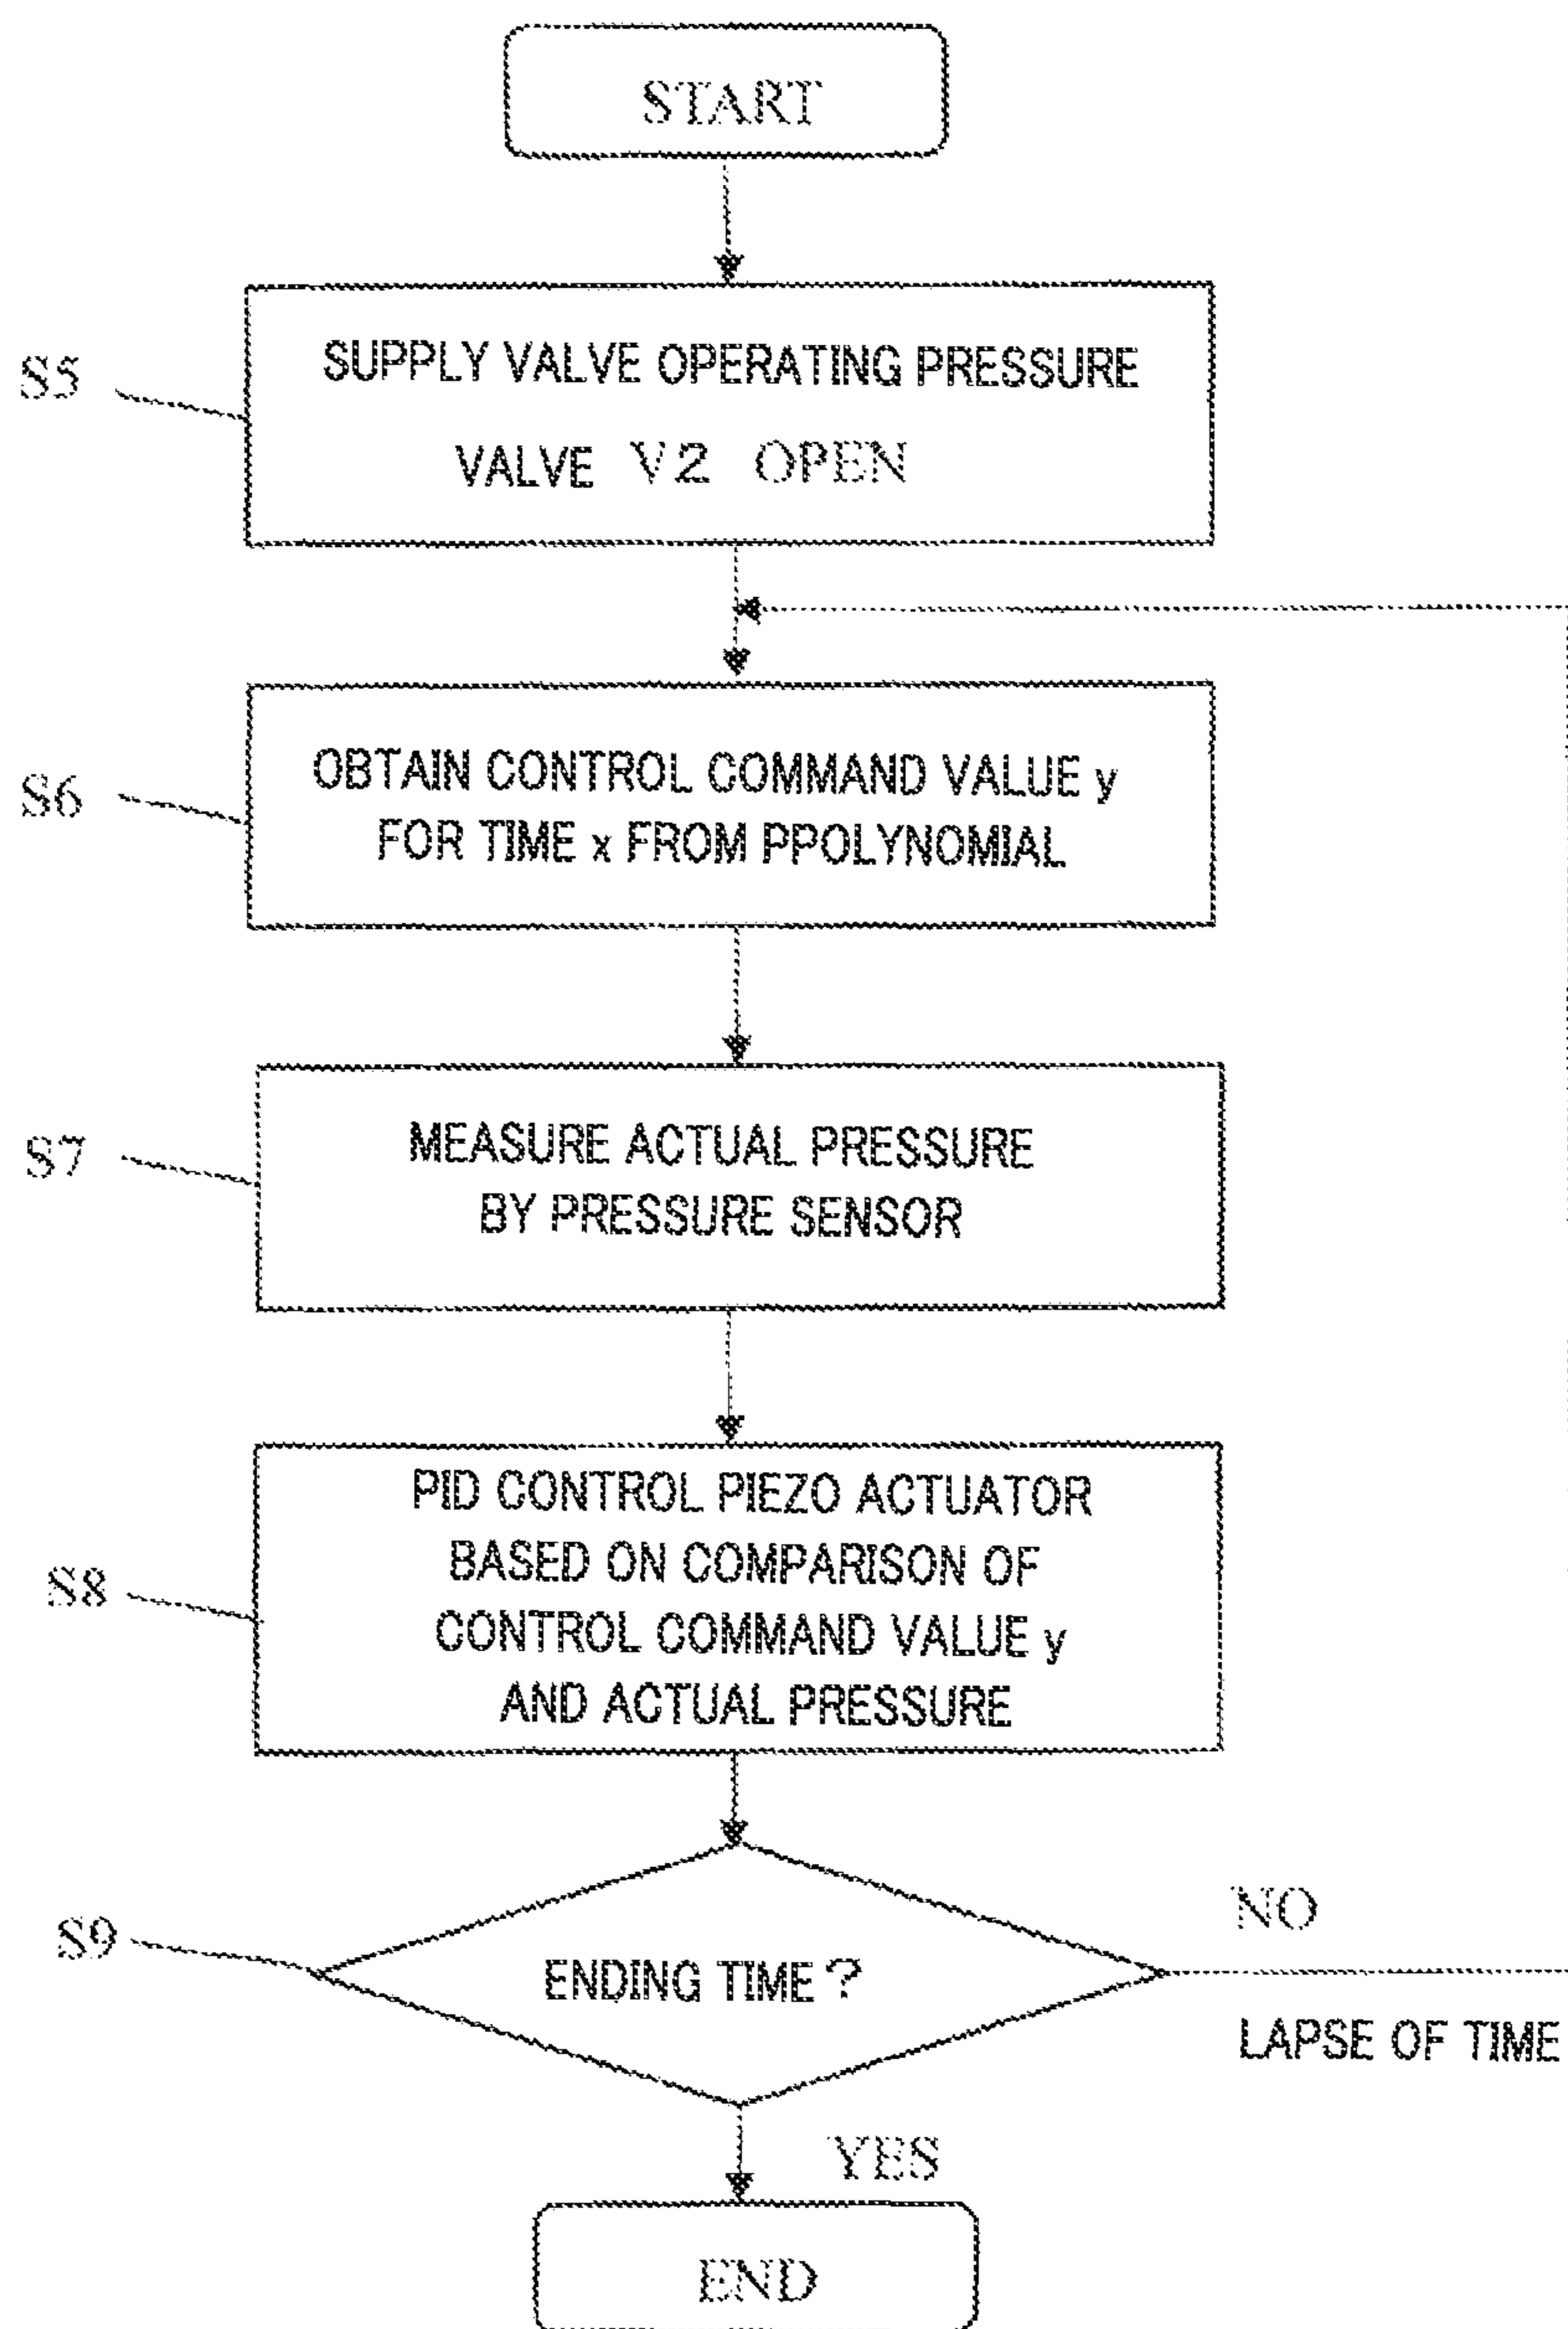 START
S5
SUPPLY VALVE OPERATING PRESSURE
VALVE V2 OPEN
S6
OBTAIN CONTROL COMMAND VALUE y
FOR TIME x FROM PPOLYNOMIAL
S7
MEASURE ACTUAL PRESSURE
BY PRESSURE SENSOR
S8
PID CONTROL PIEZO ACTUATOR
BASED ON COMPARISON OF
CONTROL COMMAND VALUE y
AND ACTUAL PRESSURE
S9
ENDING TIME?
NO
LAPSE OF TIME
YES
END